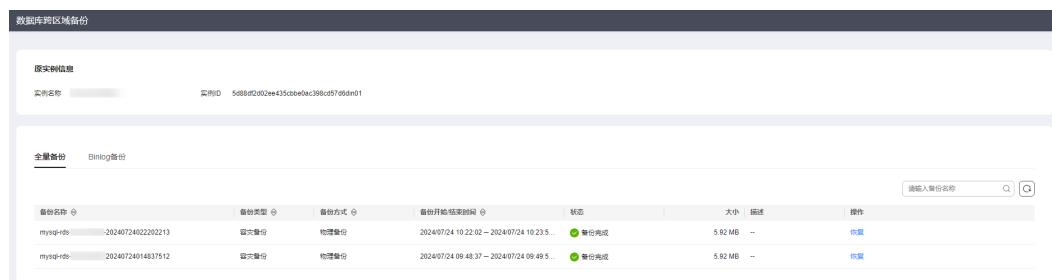 数据库跨区域备份
原实例信息
实例名称 实例ID 5d88df2d02ee435cbbe0ac398cd57d6din01
全量备份 Binlog备份
请输入备份名称
备份名称 备份类型 备份方式 备份开始/结束时间 状态 大小 描述 操作
mysql-rds- -20240724022202213 容灾备份 物理备份 2024/07/24 10:22:02 – 2024/07/24 10:23:5... 备份完成 5.92 MB -- 恢复
mysql-rds- 20240724014837512 容灾备份 物理备份 2024/07/24 09:48:37 – 2024/07/24 09:49:5... 备份完成 5.92 MB -- 恢复